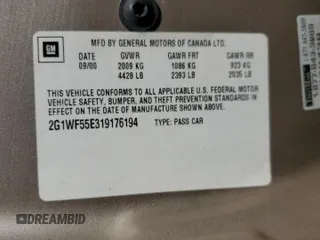 GM
MFD BY GENERAL MOTORS OF CANADA LTD.
DATE GVWR GAWR FRT GAWR RR
09/00 2009 KG 1086 KG 923 KG
4428 LB 2393 LB 2035 LB
THIS VEHICLE CONFORMS TO ALL APPLICABLE U.S. FEDERAL MOTOR
VEHICLE SAFETY, BUMPER, AND THEFT PREVENTION STANDARDS IN
EFFECT ON THE DATE OF MANUFACTURE SHOWN ABOVE.
2G1WF55E319176194 TYPE: PASS CAR
DREAMBID